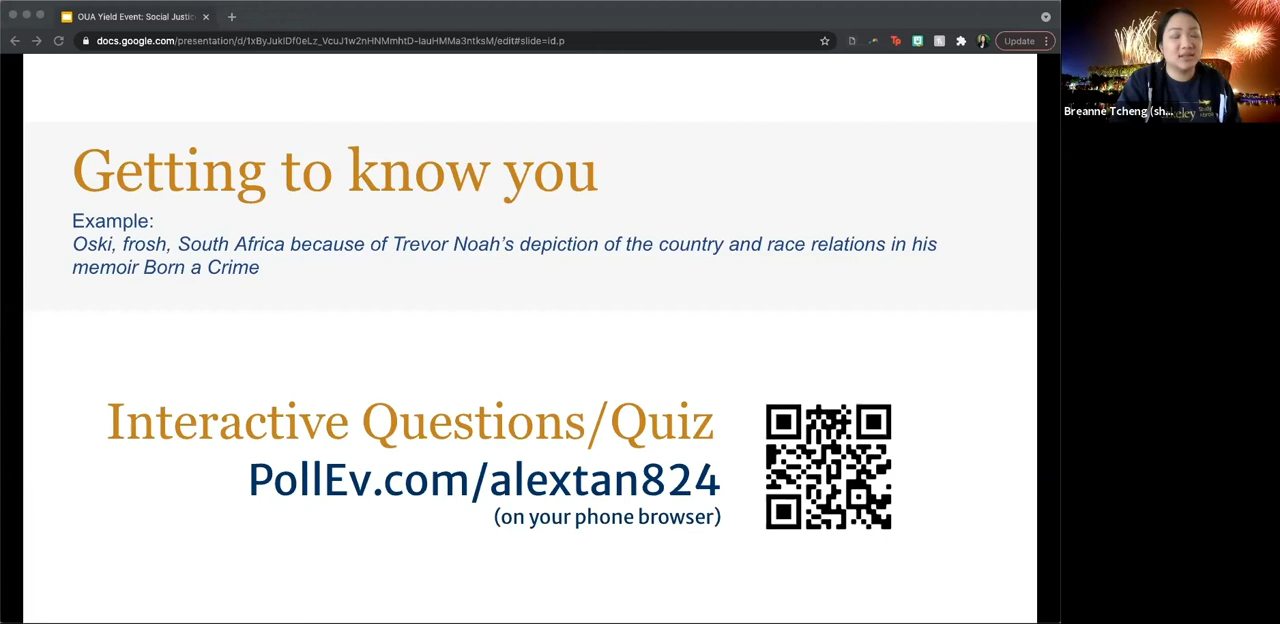 OUA Yield Event: Social Justic
docs.google.com/presentation/d/1xByJukIDf0eLz_VcuJ1w2nHNMmhtD-IauHMMa3ntksM/edit#slide=id.p
Update
Breanne Tcheng (sh...
Getting to know you
Example:
Oski, frosh, South Africa because of Trevor Noah's depiction of the country and race relations in his
memoir Born a Crime
Interactive Questions/Quiz
PollEv.com/alextan824
(on your phone browser)